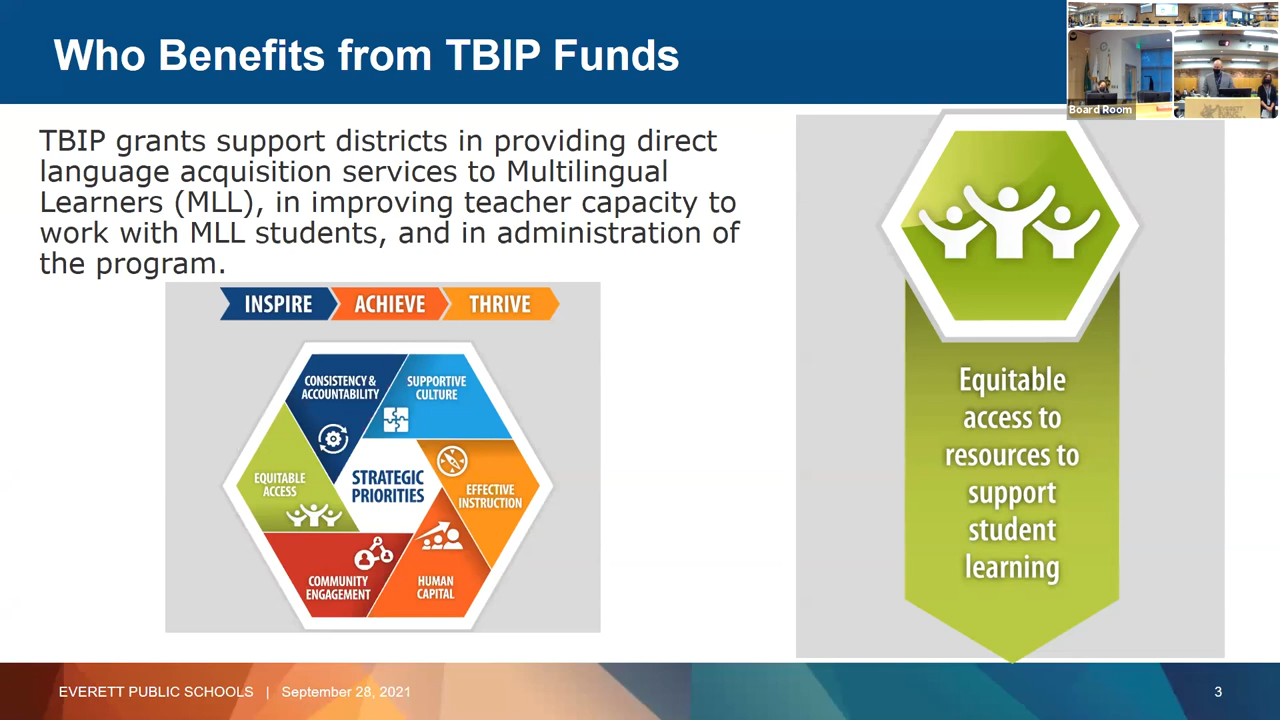 Who Benefits from TBIP Funds
Board Room
EVERETT
TBIP grants support districts in providing direct
language acquisition services to Multilingual
Learners (MLL), in improving teacher capacity to
work with MLL students, and in administration of
the program.
INSPIRE ACHIEVE THRIVE
CONSISTENCY &
ACCOUNTABILITY
SUPPORTIVE
CULTURE
EQUITABLE
ACCESS
STRATEGIC
PRIORITIES
EFFECTIVE
INSTRUCTION
COMMUNITY
ENGAGEMENT
HUMAN
CAPITAL
Equitable
access to
resources to
support
student
learning
EVERETT PUBLIC SCHOOLS | September 28, 2021
3